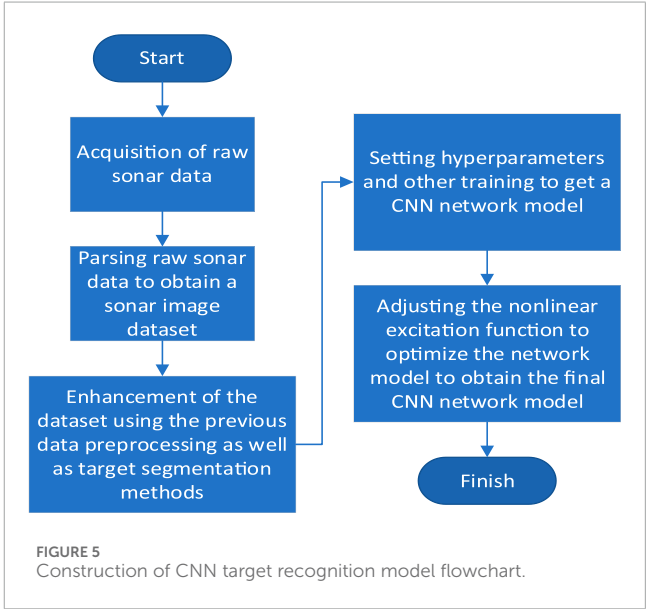 Start
Acquisition of raw
sonar data
Parsing raw sonar
data to obtain a
sonar image
dataset
Enhancement of the
dataset using the previous
data preprocessing as well
as target segmentation
methods
Setting hyperparameters
and other training to get a
CNN network model
Adjusting the nonlinear
excitation function to
optimize the network
model to obtain the final
CNN network model
Finish
FIGURE 5
Construction of CNN target recognition model flowchart.